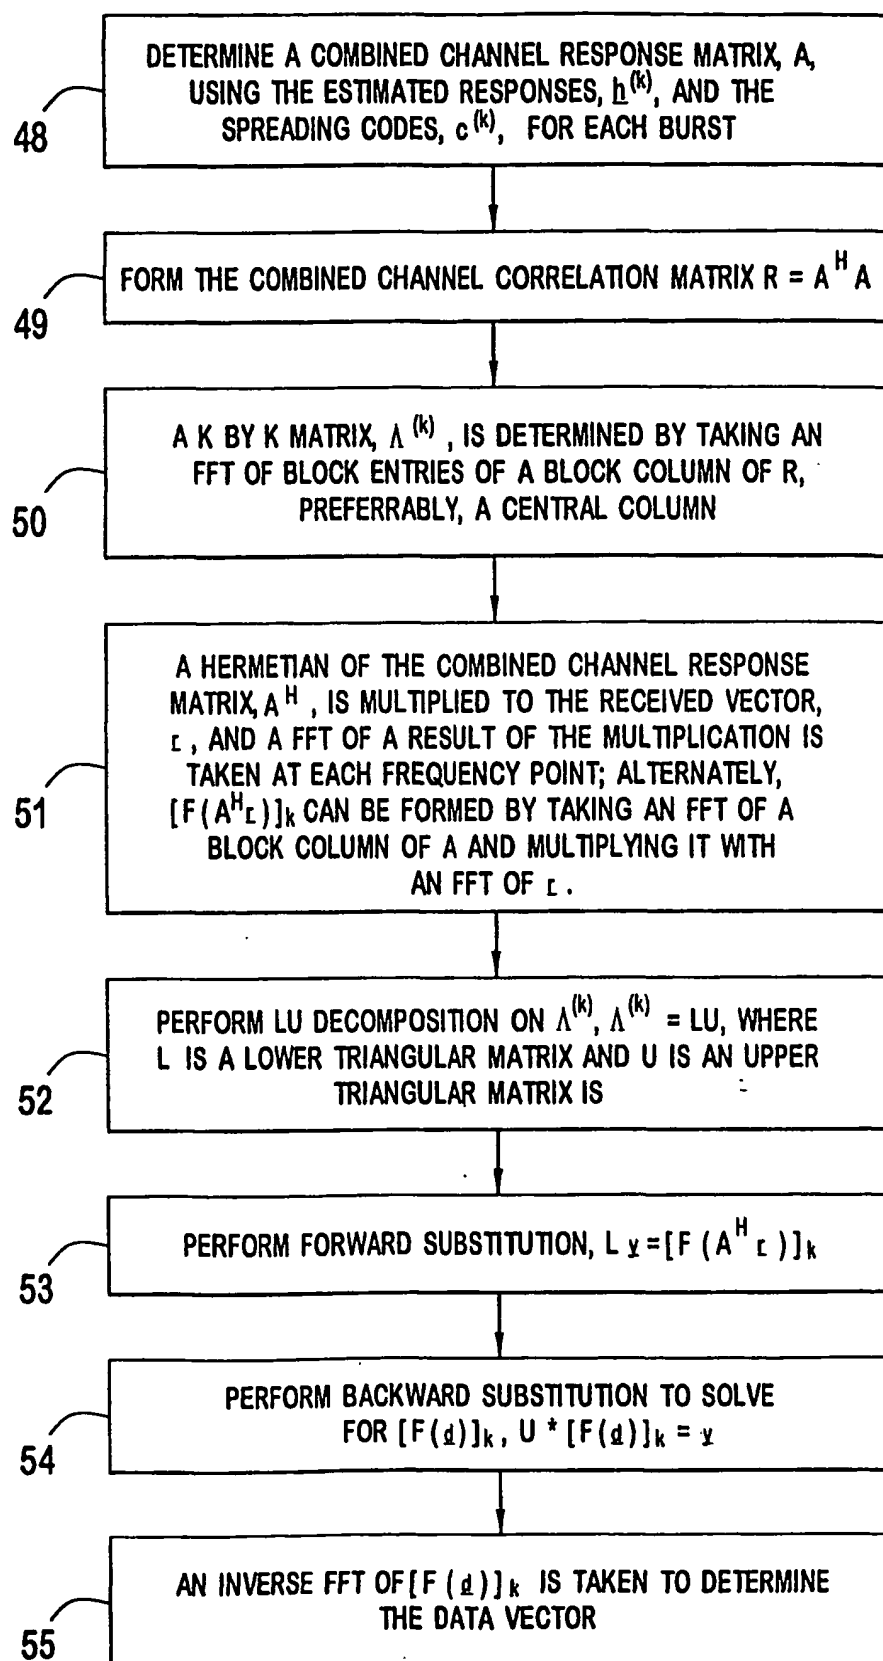 DETERMINE A COMBINED CHANNEL RESPONSE MATRIX, A,
USING THE ESTIMATED RESPONSES, h^(k), AND THE
SPREADING CODES, c^(k), FOR EACH BURST
48
FORM THE COMBINED CHANNEL CORRELATION MATRIX R = A^H A
49
A K BY K MATRIX, Λ^(k), IS DETERMINED BY TAKING AN
FFT OF BLOCK ENTRIES OF A BLOCK COLUMN OF R,
PREFERRABLY, A CENTRAL COLUMN
50
A HERMETIAN OF THE COMBINED CHANNEL RESPONSE
MATRIX, A^H, IS MULTIPLIED TO THE RECEIVED VECTOR,
r, AND A FFT OF A RESULT OF THE MULTIPLICATION IS
TAKEN AT EACH FREQUENCY POINT; ALTERNATELY,
[F(A^H r)]k CAN BE FORMED BY TAKING AN FFT OF A
BLOCK COLUMN OF A AND MULTIPLYING IT WITH
AN FFT OF r.
51
PERFORM LU DECOMPOSITION ON Λ^(k), Λ^(k) = LU, WHERE
L IS A LOWER TRIANGULAR MATRIX AND U IS AN UPPER
TRIANGULAR MATRIX IS
52
PERFORM FORWARD SUBSTITUTION, L y = [F(A^H r)]k
53
PERFORM BACKWARD SUBSTITUTION TO SOLVE
FOR [F(d)]k, U * [F(d)]k = y
54
AN INVERSE FFT OF [F(d)]k IS TAKEN TO DETERMINE
THE DATA VECTOR
55